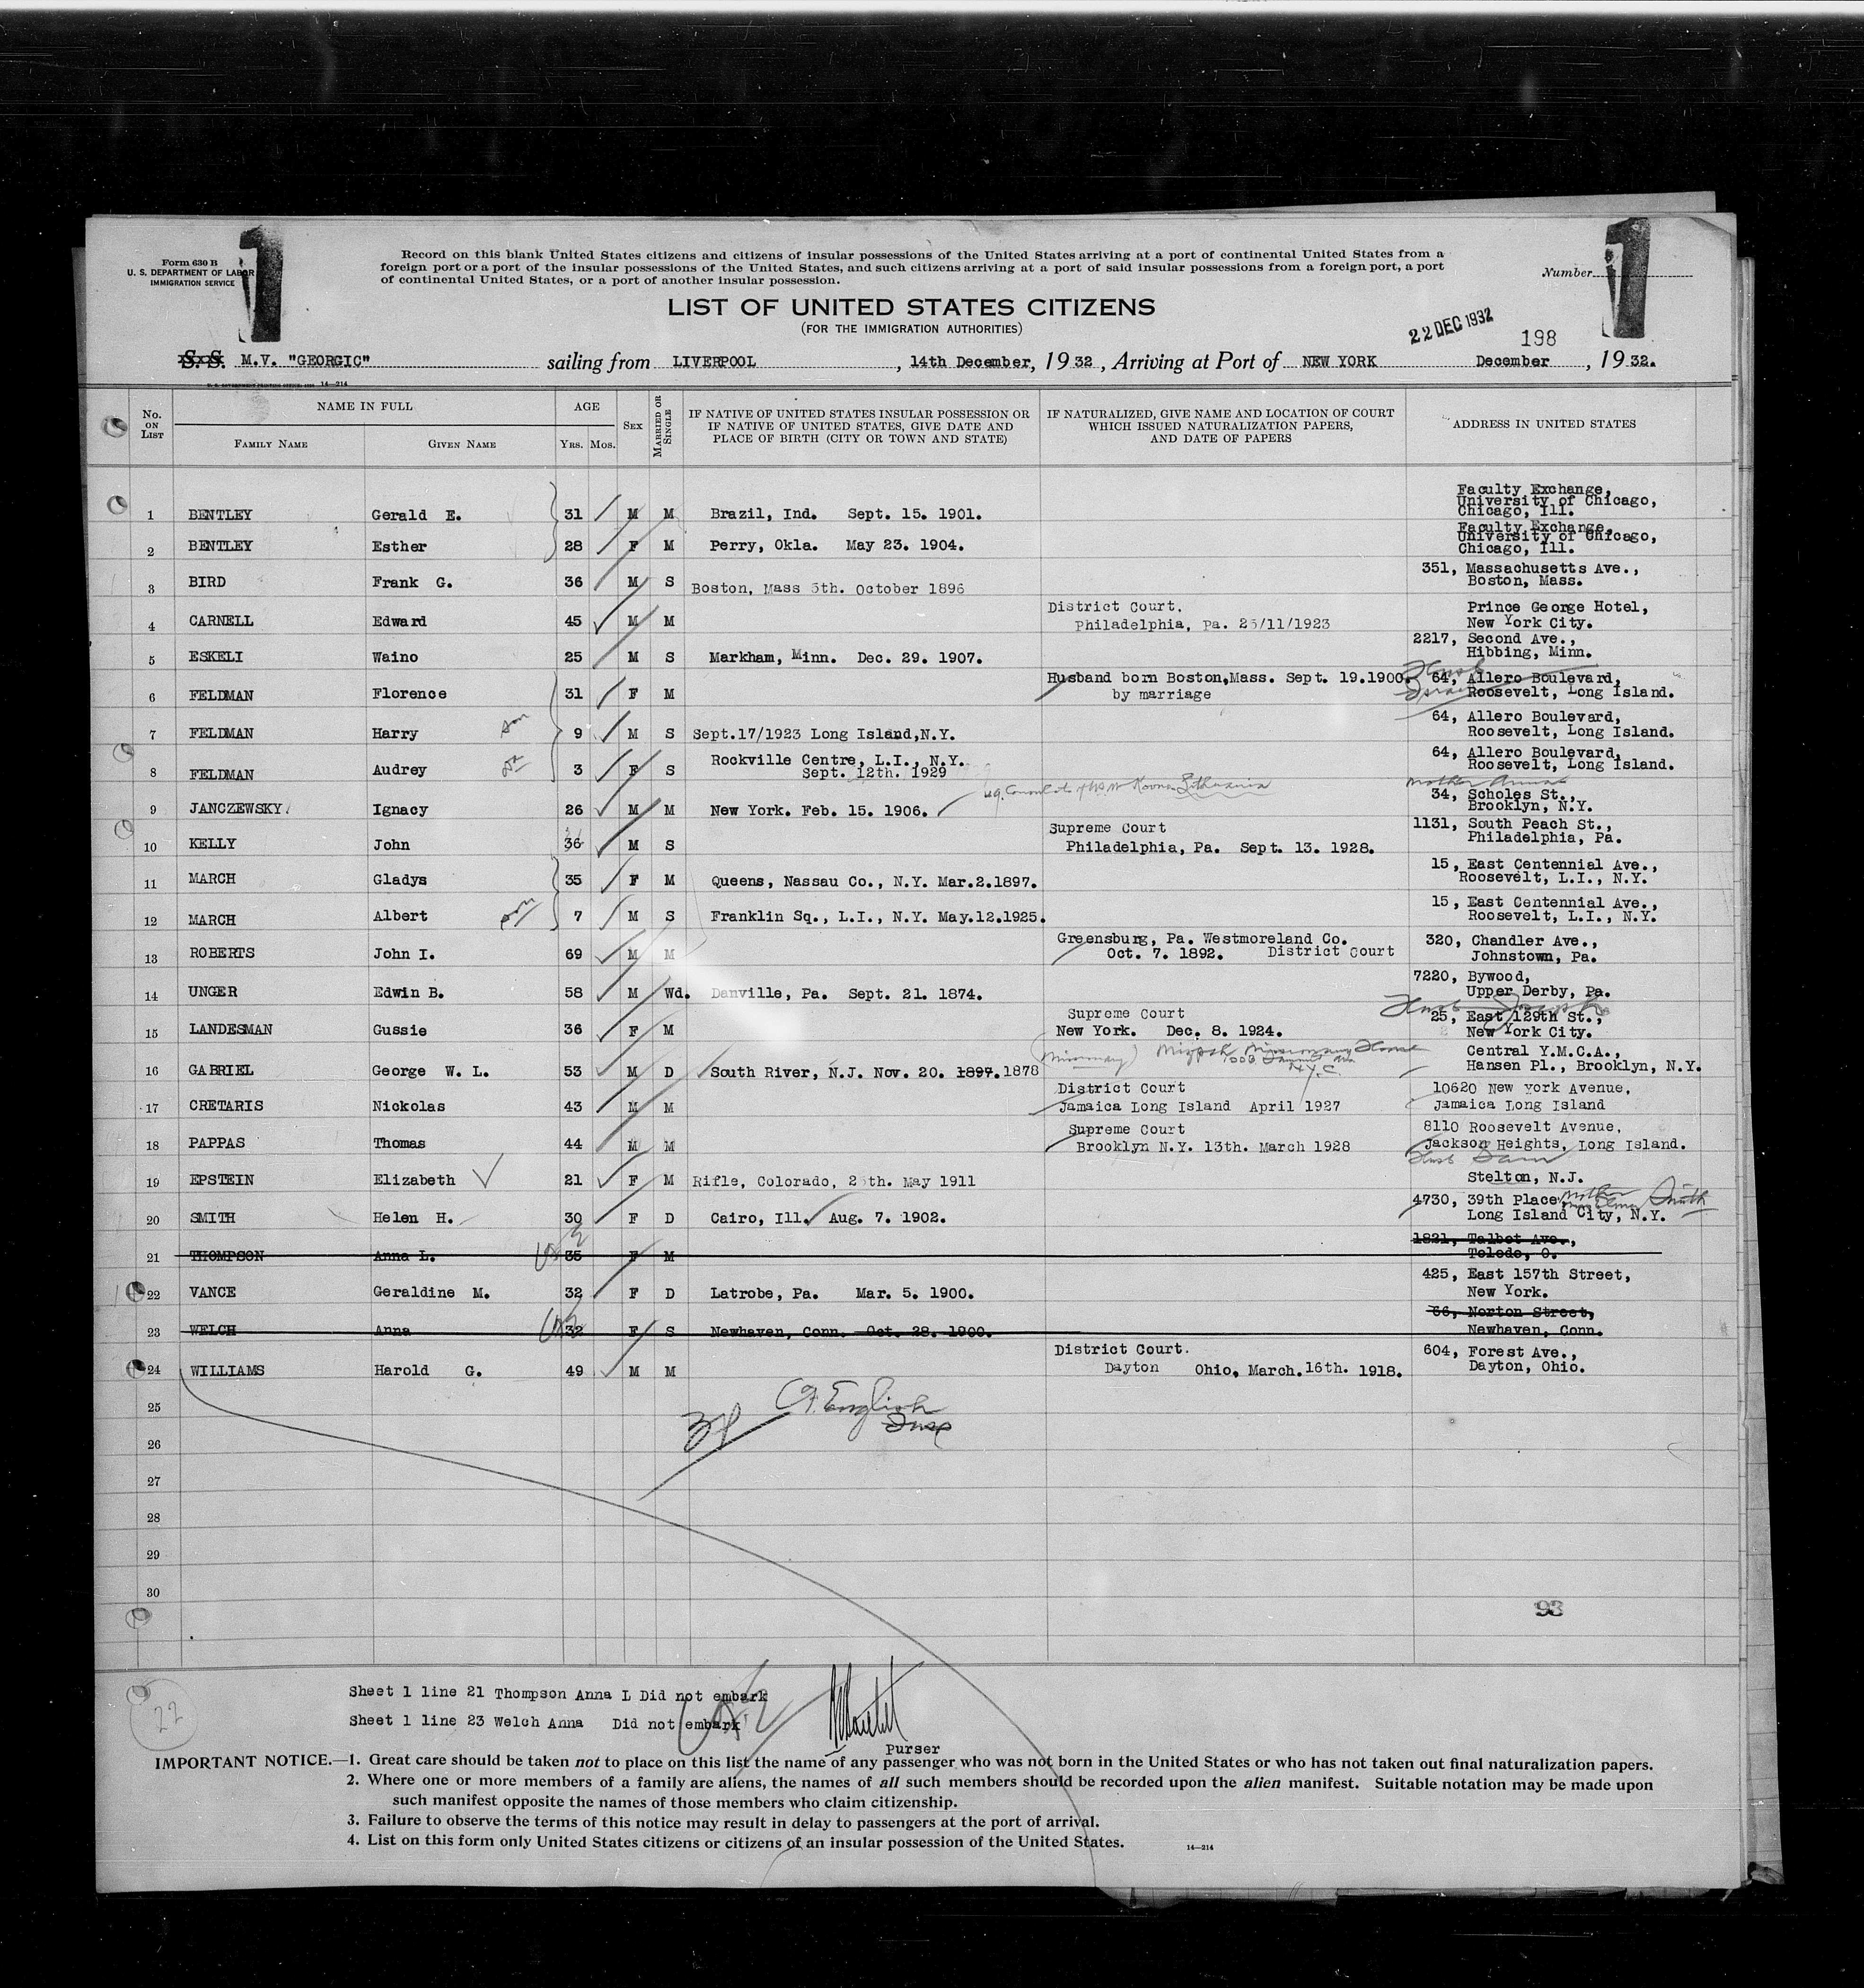 Form 630 B
U. S. DEPARTMENT OF LABOR
IMMIGRATION SERVICE
1
Record on this blank United States citizens and citizens of insular possessions of the United States arriving at a port of continental United States from a
foreign port or a port of the insular possessions of the United States, and such citizens arriving at a port of said insular possessions from a foreign port, a port
of continental United States, or a port of another insular possession.
Number
1
LIST OF UNITED STATES CITIZENS
(FOR THE IMMIGRATION AUTHORITIES)
22 DEC 1932
198
S.S. M.V. "GEORGIC" sailing from LIVERPOOL, 14th December, 1932, Arriving at Port of NEW YORK December, 1932.
14-214
No. ON LIST
NAME IN FULL
FAMILY NAME
GIVEN NAME
AGE
YRS.
MOS.
SEX
MARRIED OR SINGLE
IF NATIVE OF UNITED STATES INSULAR POSSESSION OR
IF NATIVE OF UNITED STATES, GIVE DATE AND
PLACE OF BIRTH (CITY OR TOWN AND STATE)
IF NATURALIZED, GIVE NAME AND LOCATION OF COURT
WHICH ISSUED NATURALIZATION PAPERS,
AND DATE OF PAPERS
ADDRESS IN UNITED STATES
1 BENTLEY Gerald E. 31 M M Brazil, Ind. Sept. 15. 1901. Faculty Exchange,
University of Chicago,
Chicago, Ill.
2 BENTLEY Esther 28 F M Perry, Okla. May 23. 1904. Faculty Exchange,
University of Chicago,
Chicago, Ill.
3 BIRD Frank G. 36 M S Boston, Mass 5th. October 1896 351, Massachusetts Ave.,
Boston, Mass.
4 CARNELL Edward 45 M M District Court.
Philadelphia, Pa. 23/11/1923 Prince George Hotel,
New York City.
5 ESKELI Waino 25 M S Markham, Minn. Dec. 29. 1907. 2217, Second Ave.,
Hibbing, Minn.
6 FELDMAN Florence 31 F M Husband born Boston,Mass. Sept. 19.1900.
by marriage 64, Allero Boulevard,
Roosevelt, Long Island.
7 FELDMAN Harry son 9 M S Sept.17/1923 Long Island,N.Y. 64, Allero Boulevard,
Roosevelt, Long Island.
8 FELDMAN Audrey 3 F S Rockville Centre, L.I., N.Y.
Sept. 12th. 1929 64, Allero Boulevard,
Roosevelt, Long Island.
mother Anna
9 JANCZEWSKY Ignacy 26 M M New York. Feb. 15. 1906. Lithuania 34, Scholes St.,
Brooklyn, N.Y.
10 KELLY John 36 M S Supreme Court
Philadelphia, Pa. Sept. 13. 1928. 1131, South Peach St.,
Philadelphia, Pa.
11 MARCH Gladys 35 F M Queens, Nassau Co., N.Y. Mar.2.1897. 15, East Centennial Ave.,
Roosevelt, L.I., N.Y.
12 MARCH Albert son 7 M S Franklin Sq., L.I., N.Y. May.12.1925. 15, East Centennial Ave.,
Roosevelt, L.I., N.Y.
13 ROBERTS John I. 69 M M Greensburg, Pa. Westmoreland Co.
Oct. 7. 1892. District Court 320, Chandler Ave.,
Johnstown, Pa.
14 UNGER Edwin B. 58 M Wd. Danville, Pa. Sept. 21. 1874. 7220, Bywood,
Upper Derby, Pa.
Husb Joseph
15 LANDESMAN Gussie 36 F M Supreme Court
New York. Dec. 8. 1924. 25, East 129th St.,
New York City.
(Missionary) Mizpah Missionary Home
N.Y.C.
16 GABRIEL George W. L. 53 M D South River, N.J. Nov. 20. 1897. 1878 Central Y.M.C.A.,
Hansen Pl., Brooklyn, N.Y.
17 CRETARIS Nickolas 43 M M District Court
Jamaica Long Island April 1927 10620 New York Avenue,
Jamaica Long Island
18 PAPPAS Thomas 44 M M Supreme Court
Brooklyn N.Y. 13th. March 1928 8110 Roosevelt Avenue,
Jackson Heights, Long Island.
Husb Sam
19 EPSTEIN Elizabeth 21 F M Rifle, Colorado, 25th. May 1911 Stelton, N.J.
20 SMITH Helen H. 30 F D Cairo, Ill. Aug. 7. 1902. 4730, 39th Place mother Smith
Long Island City, N.Y.
21 THOMPSON Anna L. 35 F M 1821, Talbot Ave.,
Toledo, O.
22 VANCE Geraldine M. 32 F D Latrobe, Pa. Mar. 5. 1900. 425, East 157th Street,
New York.
23 WELCH Anna 32 F S Newhaven, Conn. Oct. 28. 1900. 66, Norton Street,
Newhaven, Conn.
24 WILLIAMS Harold G. 49 M M District Court.
Dayton Ohio, March.16th. 1918. 604, Forest Ave.,
Dayton, Ohio.
25
English
Insp
26
27
28
29
30
93
22
Sheet 1 line 21 Thompson Anna L Did not embark
Sheet 1 line 23 Welch Anna Did not embark
Purser
IMPORTANT NOTICE.—1. Great care should be taken not to place on this list the name of any passenger who was not born in the United States or who has not taken out final naturalization papers.
2. Where one or more members of a family are aliens, the names of all such members should be recorded upon the alien manifest. Suitable notation may be made upon
such manifest opposite the names of those members who claim citizenship.
3. Failure to observe the terms of this notice may result in delay to passengers at the port of arrival.
4. List on this form only United States citizens or citizens of an insular possession of the United States.
14-214